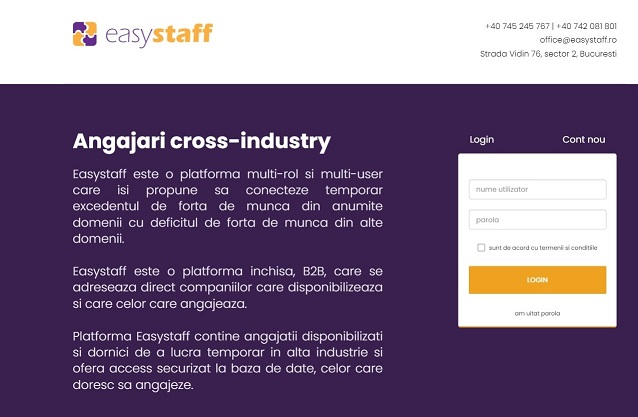 easystaff
+40 745 245 767 | +40 742 081 801
office@easystaff.ro
Strada Vidin 76, sector 2, Bucuresti
Angajari cross-industry
Easystaff este o platforma multi-rol si multi-user
care isi propune sa conecteze temporar
excedentul de forta de munca din anumite
domenii cu deficitul de forta de munca din alte
domenii.
Easystaff este o platforma inchisa, B2B, care se
adreseaza direct companiilor care disponibilizeaza
si care celor care angajeaza.
Platforma Easystaff contine angajatii disponibilizati
si dornici de a lucra temporar in alta industrie si
ofera access securizat la baza de date, celor care
doresc sa angajeze.
Login Cont nou
nume utilizator
parola
sunt de acord cu termenii si conditiile
LOGIN
am uitat parola